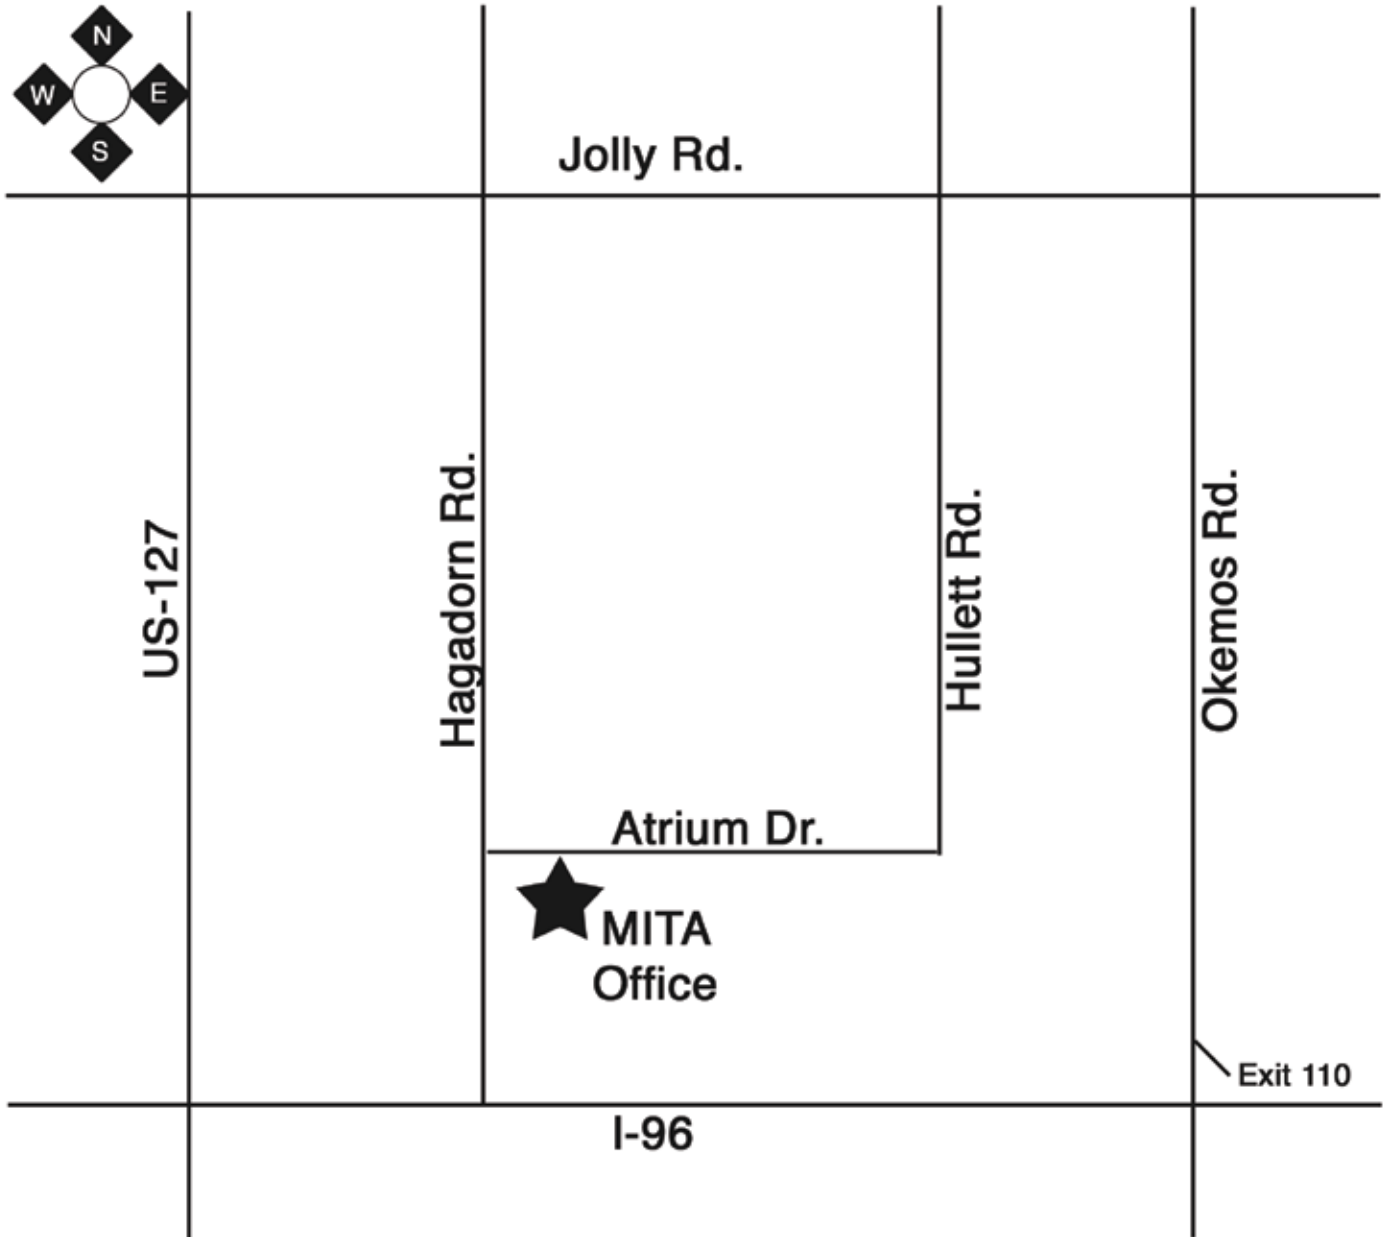 N
W
E
S
Jolly Rd.
US-127
Hagadorn Rd.
Hullett Rd.
Okemos Rd.
Atrium Dr.
MITA
Office
Exit 110
I-96